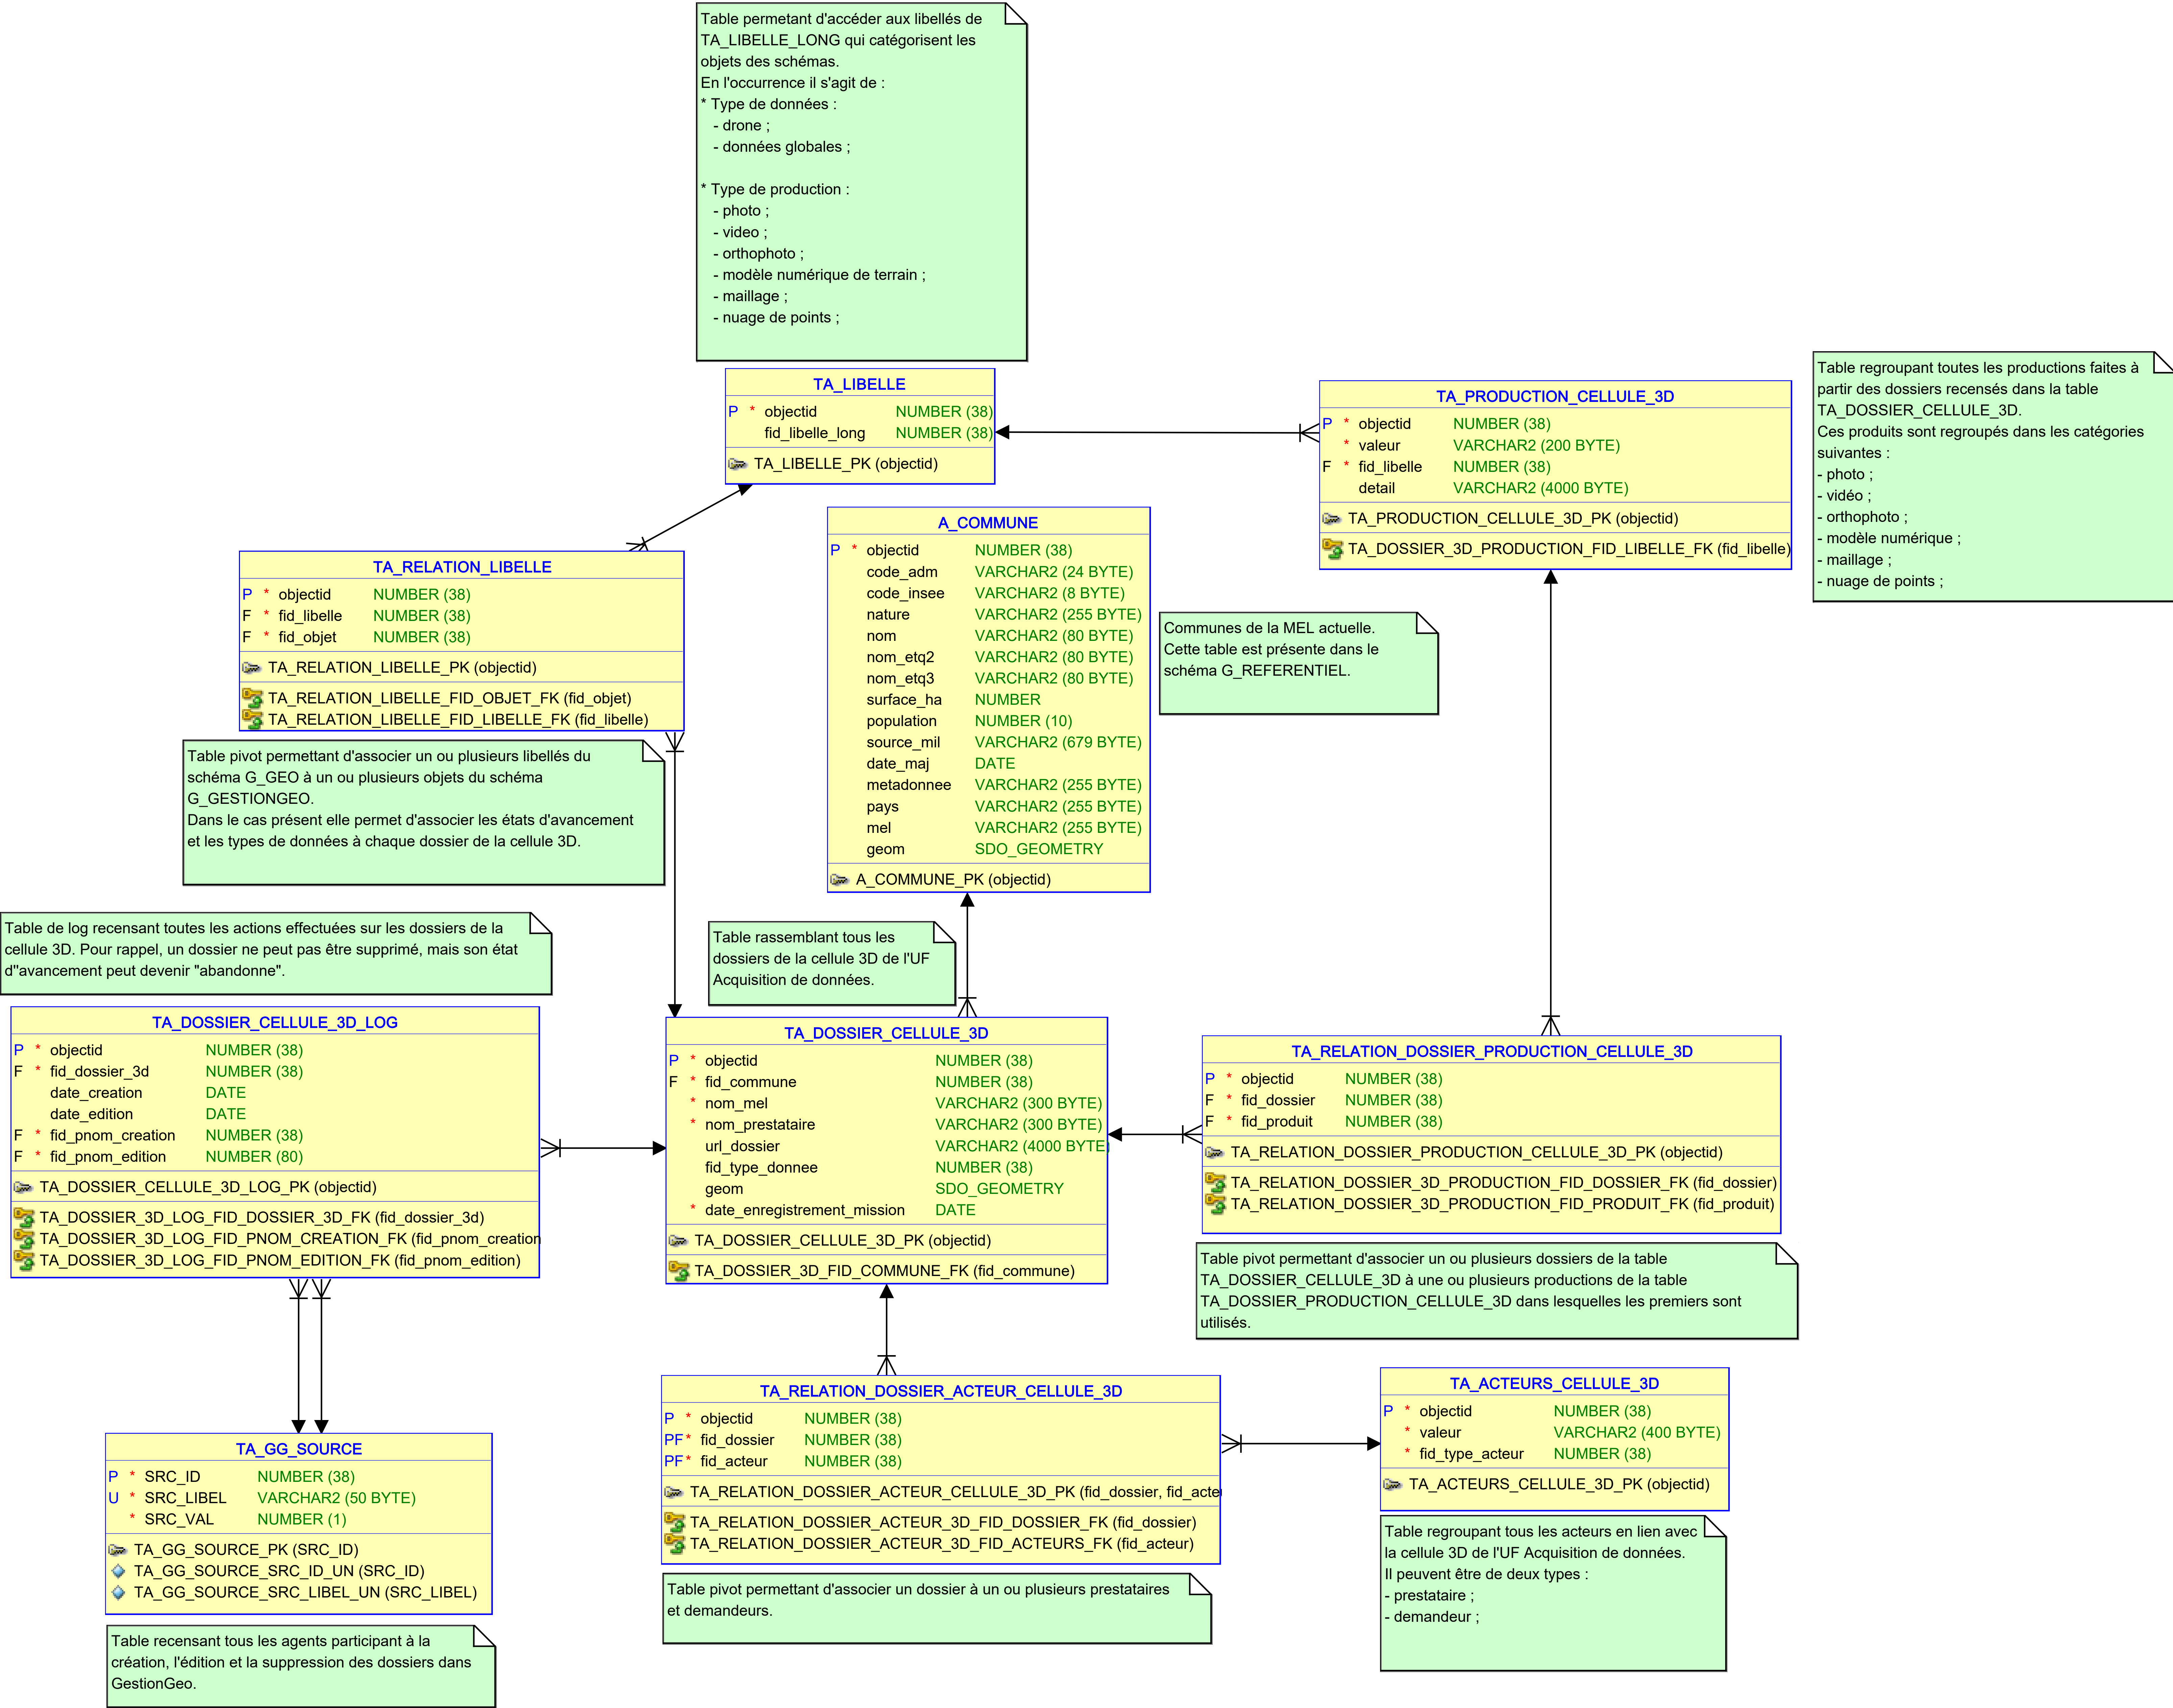 Table permetant d'accéder aux libellés de
TA_LIBELLE_LONG qui catégorisent les
objets des schémas.
En l'occurrence il s'agit de :
* Type de données :
- drone ;
- données globales ;
* Type de production :
- photo ;
- video ;
- orthophoto ;
- modèle numérique de terrain ;
- maillage ;
- nuage de points ;
TA_LIBELLE
P * objectid NUMBER (38)
fid_libelle_long NUMBER (38)
TA_LIBELLE_PK (objectid)
TA_PRODUCTION_CELLULE_3D
P * objectid NUMBER (38)
* valeur VARCHAR2 (200 BYTE)
F * fid_libelle NUMBER (38)
detail VARCHAR2 (4000 BYTE)
TA_PRODUCTION_CELLULE_3D_PK (objectid)
TA_DOSSIER_3D_PRODUCTION_FID_LIBELLE_FK (fid_libelle)
Table regroupant toutes les productions faites à
partir des dossiers recensés dans la table
TA_DOSSIER_CELLULE_3D.
Ces produits sont regroupés dans les catégories
suivantes :
- photo ;
- vidéo ;
- orthophoto ;
- modèle numérique ;
- maillage ;
- nuage de points ;
TA_RELATION_LIBELLE
P * objectid NUMBER (38)
F * fid_libelle NUMBER (38)
F * fid_objet NUMBER (38)
TA_RELATION_LIBELLE_PK (objectid)
TA_RELATION_LIBELLE_FID_OBJET_FK (fid_objet)
TA_RELATION_LIBELLE_FID_LIBELLE_FK (fid_libelle)
Table pivot permettant d'associer un ou plusieurs libellés du
schéma G_GEO à un ou plusieurs objets du schéma
G_GESTIONGEO.
Dans le cas présent elle permet d'associer les états d'avancement
et les types de données à chaque dossier de la cellule 3D.
A_COMMUNE
P * objectid NUMBER (38)
code_adm VARCHAR2 (24 BYTE)
code_insee VARCHAR2 (8 BYTE)
nature VARCHAR2 (255 BYTE)
nom VARCHAR2 (80 BYTE)
nom_etq2 VARCHAR2 (80 BYTE)
nom_etq3 VARCHAR2 (80 BYTE)
surface_ha NUMBER
population NUMBER (10)
source_mil VARCHAR2 (679 BYTE)
date_maj DATE
metadonnee VARCHAR2 (255 BYTE)
pays VARCHAR2 (255 BYTE)
mel VARCHAR2 (255 BYTE)
geom SDO_GEOMETRY
A_COMMUNE_PK (objectid)
Communes de la MEL actuelle.
Cette table est présente dans le
schéma G_REFERENTIEL.
Table de log recensant toutes les actions effectuées sur les dossiers de la
cellule 3D. Pour rappel, un dossier ne peut pas être supprimé, mais son état
d''avancement peut devenir "abandonne".
Table rassemblant tous les
dossiers de la cellule 3D de l'UF
Acquisition de données.
TA_DOSSIER_CELLULE_3D_LOG
P * objectid NUMBER (38)
F * fid_dossier_3d NUMBER (38)
date_creation DATE
date_edition DATE
F * fid_pnom_creation NUMBER (38)
F * fid_pnom_edition NUMBER (80)
TA_DOSSIER_CELLULE_3D_LOG_PK (objectid)
TA_DOSSIER_3D_LOG_FID_DOSSIER_3D_FK (fid_dossier_3d)
TA_DOSSIER_3D_LOG_FID_PNOM_CREATION_FK (fid_pnom_creation
TA_DOSSIER_3D_LOG_FID_PNOM_EDITION_FK (fid_pnom_edition)
TA_DOSSIER_CELLULE_3D
P * objectid NUMBER (38)
F * fid_commune NUMBER (38)
* nom_mel VARCHAR2 (300 BYTE)
* nom_prestataire VARCHAR2 (300 BYTE)
url_dossier VARCHAR2 (4000 BYTE)
fid_type_donnee NUMBER (38)
geom SDO_GEOMETRY
* date_enregistrement_mission DATE
TA_DOSSIER_CELLULE_3D_PK (objectid)
TA_DOSSIER_3D_FID_COMMUNE_FK (fid_commune)
TA_RELATION_DOSSIER_PRODUCTION_CELLULE_3D
P * objectid NUMBER (38)
F * fid_dossier NUMBER (38)
F * fid_produit NUMBER (38)
TA_RELATION_DOSSIER_PRODUCTION_CELLULE_3D_PK (objectid)
TA_RELATION_DOSSIER_3D_PRODUCTION_FID_DOSSIER_FK (fid_dossier)
TA_RELATION_DOSSIER_3D_PRODUCTION_FID_PRODUIT_FK (fid_produit)
Table pivot permettant d'associer un ou plusieurs dossiers de la table
TA_DOSSIER_CELLULE_3D à une ou plusieurs productions de la table
TA_DOSSIER_PRODUCTION_CELLULE_3D dans lesquelles les premiers sont
utilisés.
TA_GG_SOURCE
P * SRC_ID NUMBER (38)
U * SRC_LIBEL VARCHAR2 (50 BYTE)
* SRC_VAL NUMBER (1)
TA_GG_SOURCE_PK (SRC_ID)
TA_GG_SOURCE_SRC_ID_UN (SRC_ID)
TA_GG_SOURCE_SRC_LIBEL_UN (SRC_LIBEL)
Table recensant tous les agents participant à la
création, l'édition et la suppression des dossiers dans
GestionGeo.
TA_RELATION_DOSSIER_ACTEUR_CELLULE_3D
P * objectid NUMBER (38)
PF * fid_dossier NUMBER (38)
PF * fid_acteur NUMBER (38)
TA_RELATION_DOSSIER_ACTEUR_CELLULE_3D_PK (fid_dossier, fid_acteu
TA_RELATION_DOSSIER_ACTEUR_3D_FID_DOSSIER_FK (fid_dossier)
TA_RELATION_DOSSIER_ACTEUR_3D_FID_ACTEURS_FK (fid_acteur)
Table pivot permettant d'associer un dossier à un ou plusieurs prestataires
et demandeurs.
TA_ACTEURS_CELLULE_3D
P * objectid NUMBER (38)
* valeur VARCHAR2 (400 BYTE)
* fid_type_acteur NUMBER (38)
TA_ACTEURS_CELLULE_3D_PK (objectid)
Table regroupant tous les acteurs en lien avec
la cellule 3D de l'UF Acquisition de données.
Il peuvent être de deux types :
- prestataire ;
- demandeur ;